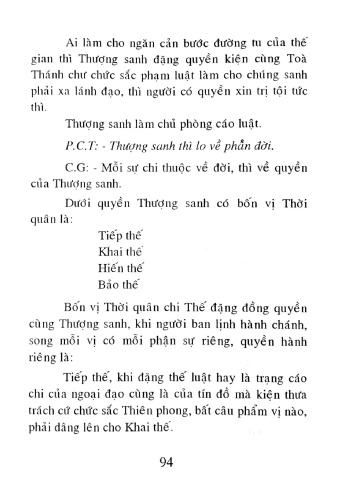 Ai làm cho ngăn cản bước đường tu của thế
gian thì Thượng sanh đặng quyền kiện cùng Toà
Thánh chư chức sắc phạm luật làm cho chúng sanh
phải xa lánh đạo, thì người có quyền xin trị tội tức
thì.
Thượng sanh làm chủ phòng cáo luật.
P.C.T: - Thượng sanh thì lo về phần đời.
C.G: - Mỗi sự chi thuộc về đời, thì về quyền
của Thượng sanh.
Dưới quyền Thượng sanh có bốn vị Thời
quân là:
Tiếp thế
Khai thế
Hiến thế
Bảo thế
Bốn vị Thời quân chi Thế đặng đồng quyền
cùng Thượng sanh, khi người ban lịnh hành chánh,
song mỗi vị có mỗi phận sự riêng, quyền hành
riêng là:
Tiếp thế, khi đặng thế luật hay là trạng cáo
chi của ngoại đạo cùng là của tín đồ mà kiện thưa
trách cứ chức sắc Thiên phong, bất câu phẩm vị nào,
phải dâng lên cho Khai thế.
94